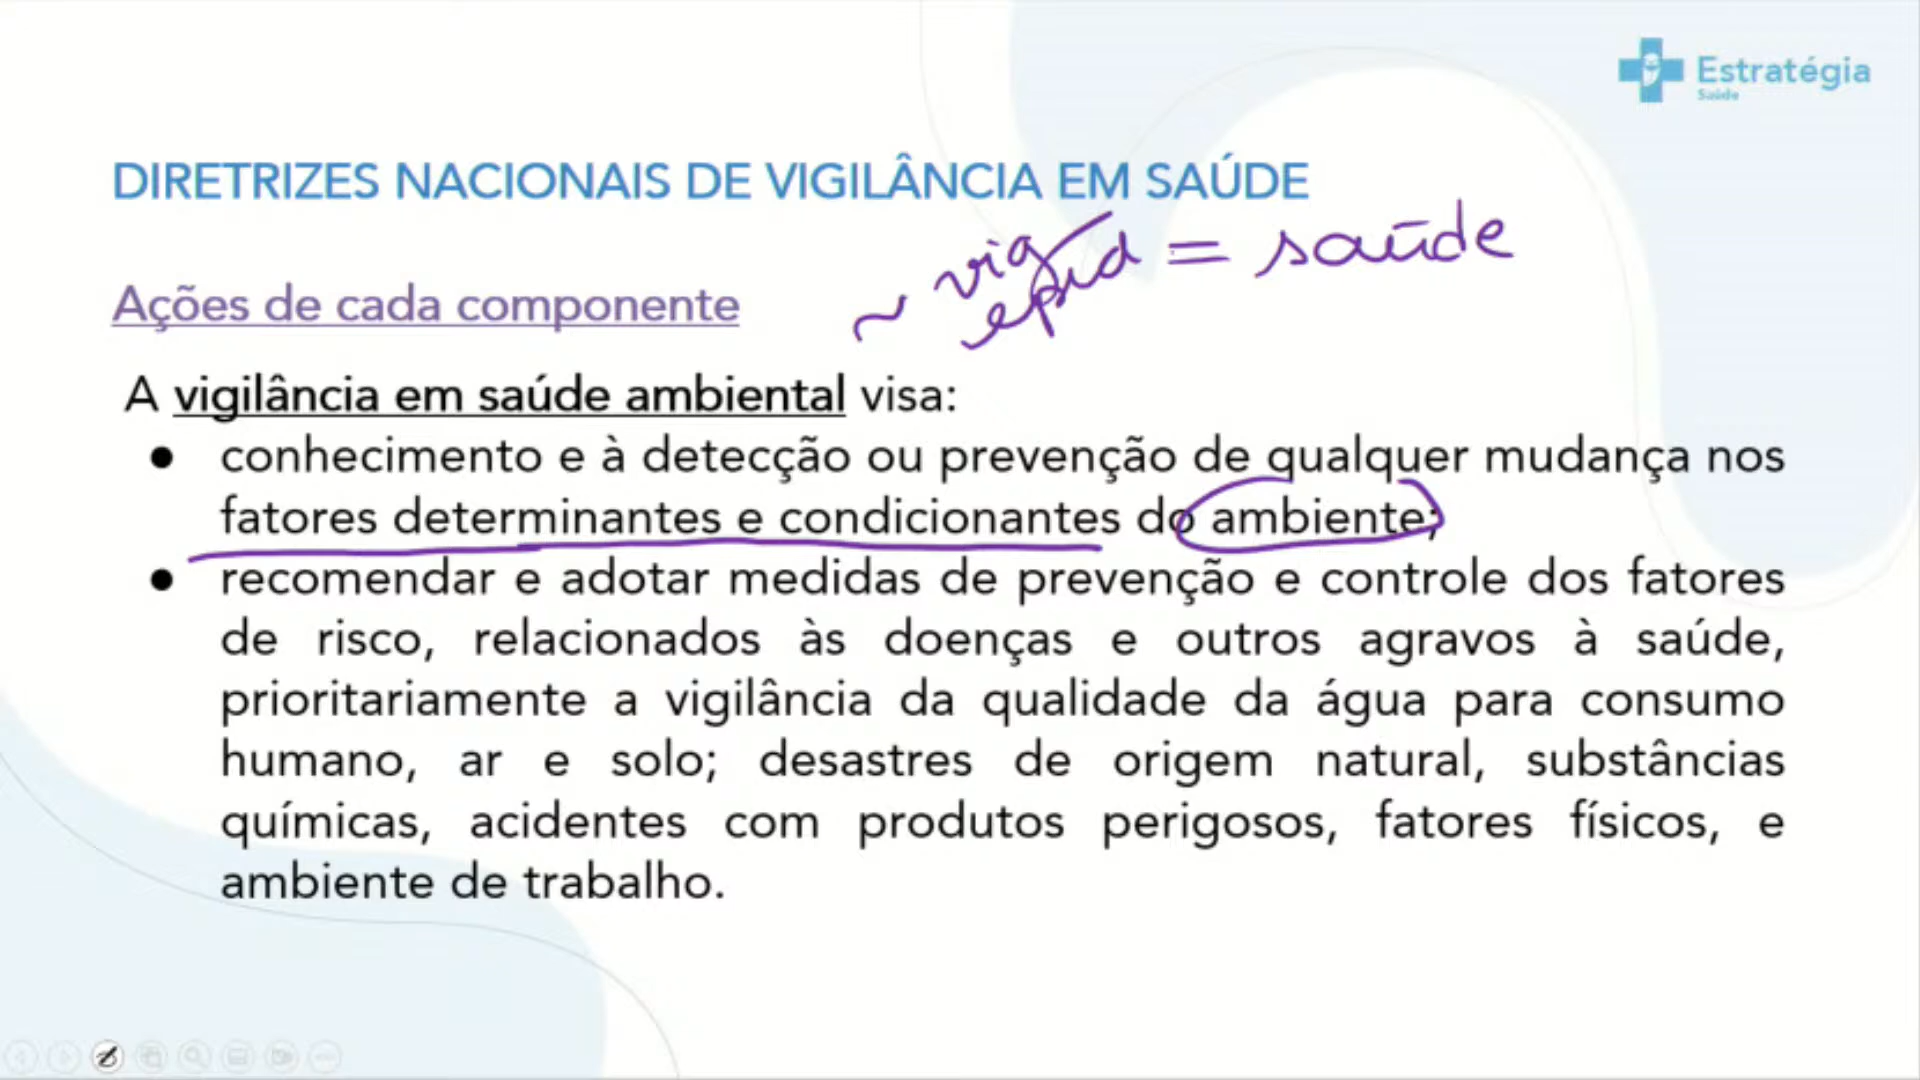 Estratégia
Saúde
DIRETRIZES NACIONAIS DE VIGILÂNCIA EM SAÚDE
~ vig epid = saúde
Ações de cada componente
A vigilância em saúde ambiental visa:
● conhecimento e à detecção ou prevenção de qualquer mudança nos
fatores determinantes e condicionantes do ambiente;
● recomendar e adotar medidas de prevenção e controle dos fatores
de risco, relacionados às doenças e outros agravos à saúde,
prioritariamente a vigilância da qualidade da água para consumo
humano, ar e solo; desastres de origem natural, substâncias
químicas, acidentes com produtos perigosos, fatores físicos, e
ambiente de trabalho.